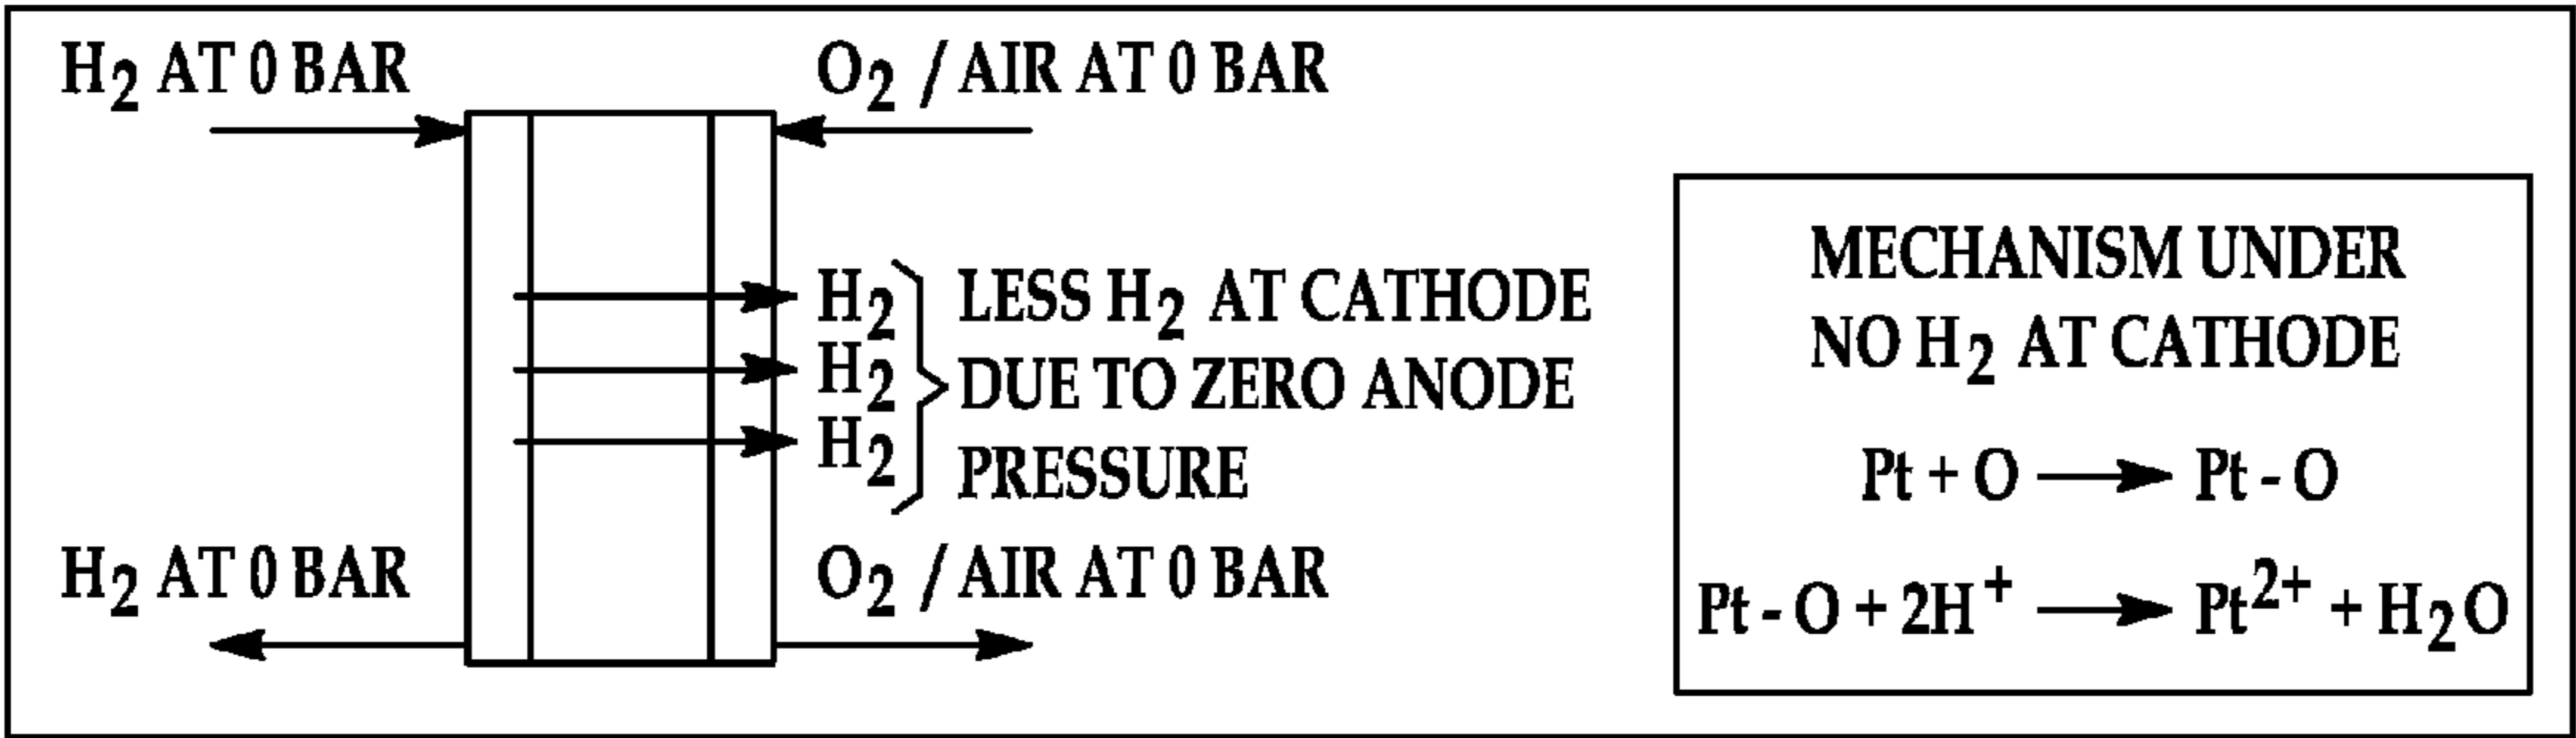 H₂ AT 0 BAR
O₂ / AIR AT 0 BAR
H₂
H₂
H₂
LESS H₂ AT CATHODE
DUE TO ZERO ANODE
PRESSURE
H₂ AT 0 BAR
O₂ / AIR AT 0 BAR
MECHANISM UNDER
NO H₂ AT CATHODE
Pt + O ⟶ Pt - O
Pt - O + 2H⁺ ⟶ Pt²⁺ + H₂O